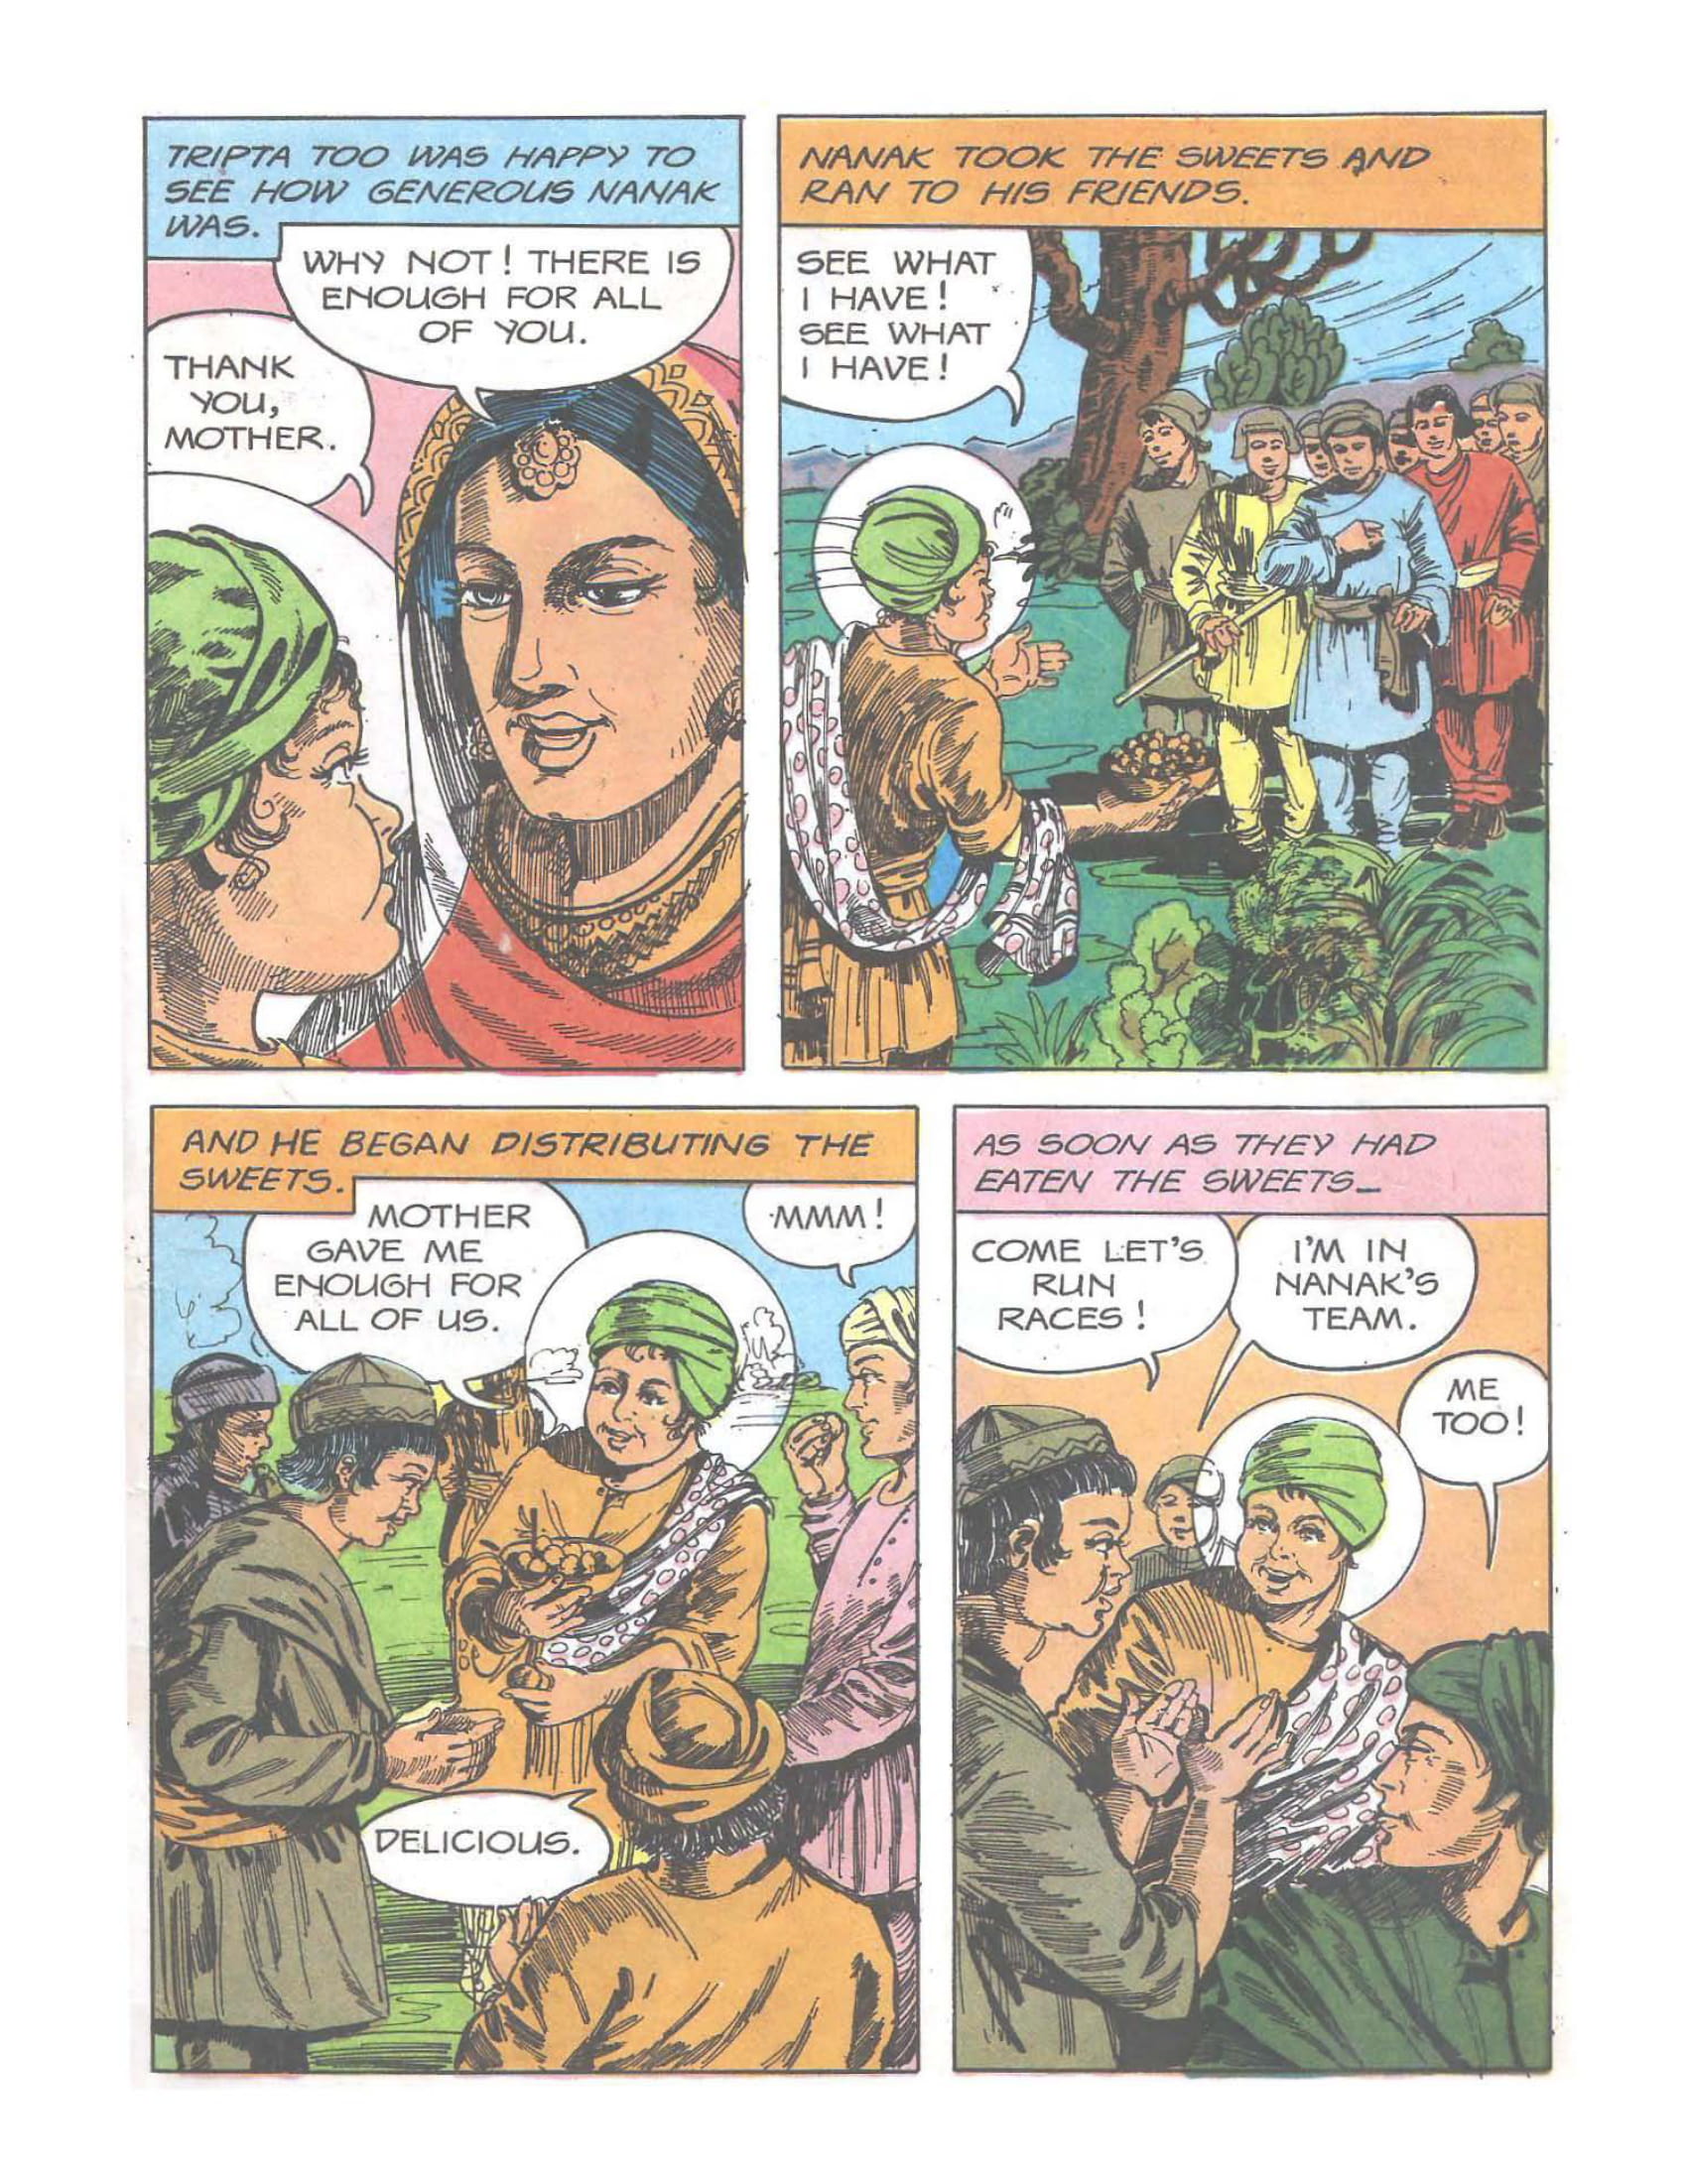 TRIPTA TOO WAS HAPPY TO
SEE HOW GENEROUS NANAK
WAS.
WHY NOT! THERE IS
ENOUGH FOR ALL
OF YOU.
THANK
YOU,
MOTHER.
NANAK TOOK THE SWEETS AND
RAN TO HIS FRIENDS.
SEE WHAT
I HAVE!
SEE WHAT
I HAVE!
AND HE BEGAN DISTRIBUTING THE
SWEETS.
MOTHER
GAVE ME
ENOUGH FOR
ALL OF US.
MMM!
DELICIOUS.
AS SOON AS THEY HAD
EATEN THE SWEETS—
COME LET'S
RUN
RACES!
I'M IN
NANAK'S
TEAM.
ME
TOO!